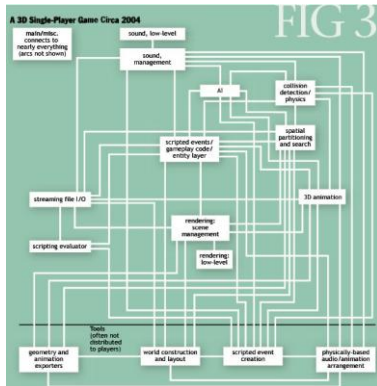 A 3D Single-Player Game Circa 2004
FIG 3
main/misc.
connects to
nearly everything
(arcs not shown)
sound, low-level
sound,
management
AI
collision
detection/
physics
scripted events/
gameplay code/
entity layer
spatial
partitioning
and search
streaming file I/O
3D animation
rendering:
scene
management
scripting evaluator
rendering:
low-level
Tools
(often not
distributed
to players)
geometry and
animation
exporters
world construction
and layout
scripted event
creation
physically-based
audio/animation
arrangement